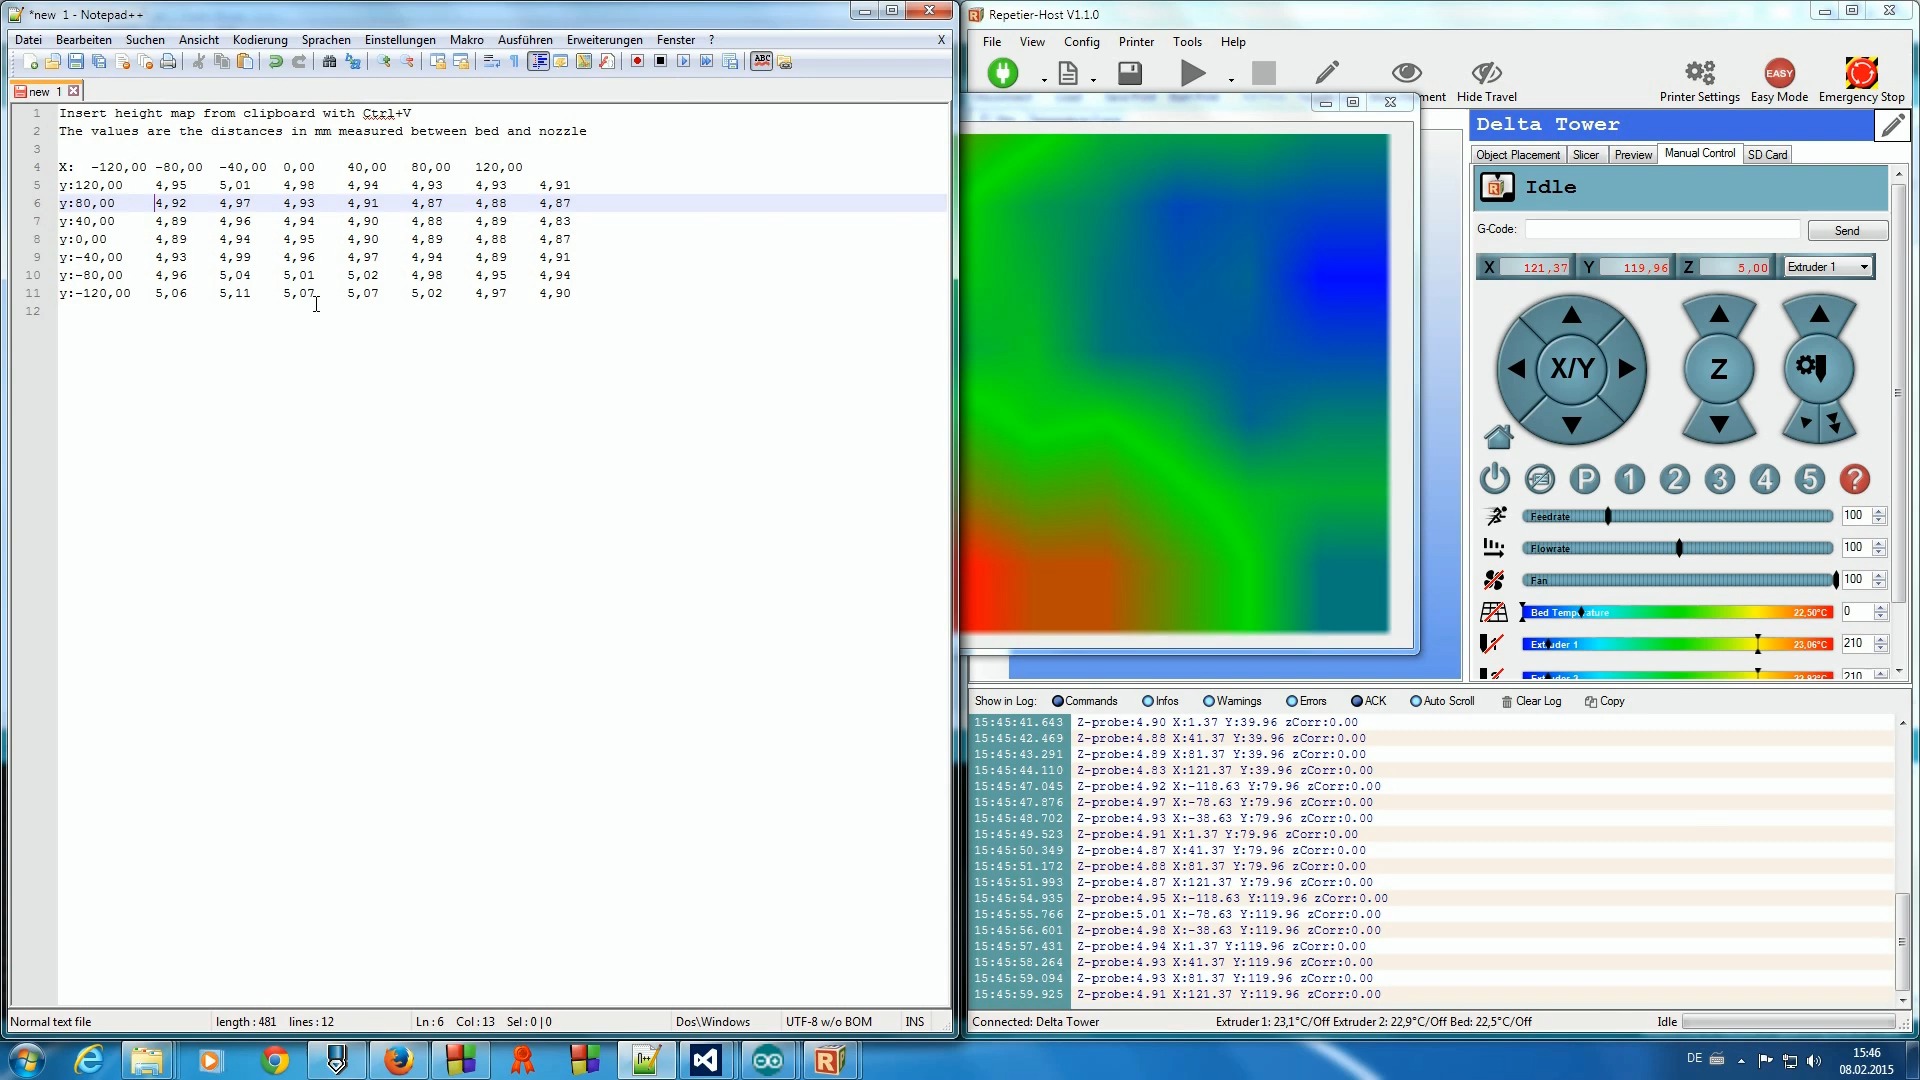 *new 1 - Notepad++
Datei Bearbeiten Suchen Ansicht Kodierung Sprachen Einstellungen Makro Ausführen Erweiterungen Fenster ? X
new 1
1 Insert height map from clipboard with Ctrl+V
2 The values are the distances in mm measured between bed and nozzle
3
4 X: -120,00 -80,00 -40,00 0,00 40,00 80,00 120,00
5 y:120,00 4,95 5,01 4,98 4,94 4,93 4,93 4,91
6 y:80,00 4,92 4,97 4,93 4,91 4,87 4,88 4,87
7 y:40,00 4,89 4,96 4,94 4,90 4,88 4,89 4,83
8 y:0,00 4,89 4,94 4,95 4,90 4,89 4,88 4,87
9 y:-40,00 4,93 4,99 4,96 4,97 4,94 4,89 4,91
10 y:-80,00 4,96 5,04 5,01 5,02 4,98 4,95 4,94
11 y:-120,00 5,06 5,11 5,07 5,07 5,02 4,97 4,90
12
Normal text file length : 481 lines : 12 Ln : 6 Col : 13 Sel : 0 | 0 Dos\Windows UTF-8 w/o BOM INS
Repetier-Host V1.1.0
File View Config Printer Tools Help
ment Hide Travel Printer Settings EASY Easy Mode Emergency Stop
Delta Tower
Object Placement Slicer Preview Manual Control SD Card
Idle
G-Code: Send
X 121,37 Y 119,96 Z 5,00 Extruder 1
X/Y Z
P 1 2 3 4 5 ?
Feedrate 100
Flowrate 100
Fan 100
Bed Temperature 22,50°C 0
Extruder 1 23,06°C 210
Extruder 2 22,93°C 210
Show in Log: Commands Infos Warnings Errors ACK Auto Scroll Clear Log Copy
15:45:41.643 Z-probe:4.90 X:1.37 Y:39.96 zCorr:0.00
15:45:42.469 Z-probe:4.88 X:41.37 Y:39.96 zCorr:0.00
15:45:43.291 Z-probe:4.89 X:81.37 Y:39.96 zCorr:0.00
15:45:44.110 Z-probe:4.83 X:121.37 Y:39.96 zCorr:0.00
15:45:47.045 Z-probe:4.92 X:-118.63 Y:79.96 zCorr:0.00
15:45:47.876 Z-probe:4.97 X:-78.63 Y:79.96 zCorr:0.00
15:45:48.702 Z-probe:4.93 X:-38.63 Y:79.96 zCorr:0.00
15:45:49.523 Z-probe:4.91 X:1.37 Y:79.96 zCorr:0.00
15:45:50.349 Z-probe:4.87 X:41.37 Y:79.96 zCorr:0.00
15:45:51.172 Z-probe:4.88 X:81.37 Y:79.96 zCorr:0.00
15:45:51.993 Z-probe:4.87 X:121.37 Y:79.96 zCorr:0.00
15:45:54.935 Z-probe:4.95 X:-118.63 Y:119.96 zCorr:0.00
15:45:55.766 Z-probe:5.01 X:-78.63 Y:119.96 zCorr:0.00
15:45:56.601 Z-probe:4.98 X:-38.63 Y:119.96 zCorr:0.00
15:45:57.431 Z-probe:4.94 X:1.37 Y:119.96 zCorr:0.00
15:45:58.264 Z-probe:4.93 X:41.37 Y:119.96 zCorr:0.00
15:45:59.094 Z-probe:4.93 X:81.37 Y:119.96 zCorr:0.00
15:45:59.925 Z-probe:4.91 X:121.37 Y:119.96 zCorr:0.00
Connected: Delta Tower Extruder 1: 23,1°C/Off Extruder 2: 22,9°C/Off Bed: 22,5°C/Off Idle
DE 15:46
08.02.2015